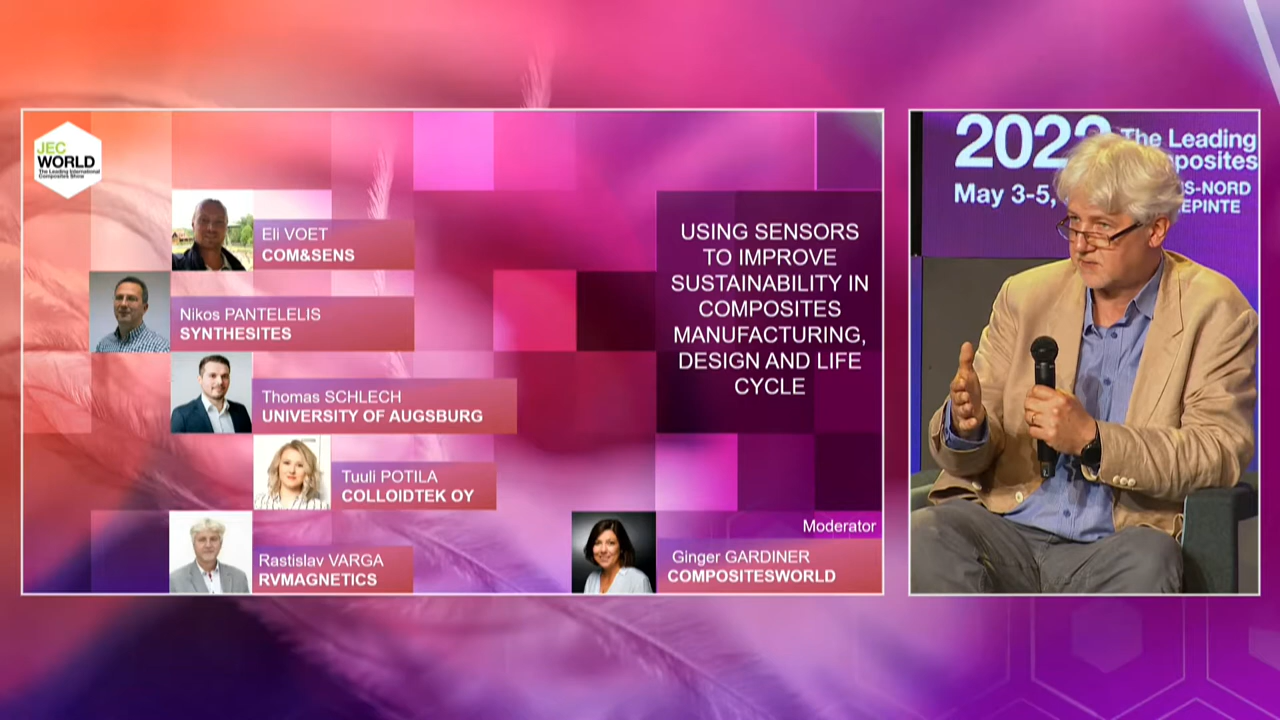 JEC
WORLD
The Leading International
Composites Show
Eli VOET
COM&SENS
Nikos PANTELELIS
SYNTHESITES
Thomas SCHLECH
UNIVERSITY OF AUGSBURG
Tuuli POTILA
COLLOIDTEK OY
Rastislav VARGA
RVMAGNETICS
USING SENSORS
TO IMPROVE
SUSTAINABILITY IN
COMPOSITES
MANUFACTURING,
DESIGN AND LIFE
CYCLE
Moderator
Ginger GARDINER
COMPOSITESWORLD
2022
The Leading
mposites
May 3-5,
S-NORD
EPINTE